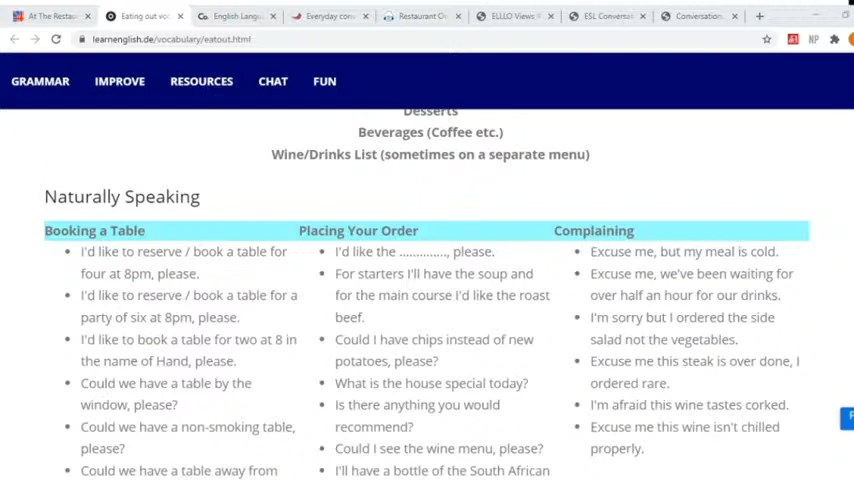 At The Restau
Eating out voc
English Langu
Everyday conv
Restaurant O
ELLLO Views
ESL Conversat
Conversation
learnenglish.de/vocabulary/eatout.html
NP
GRAMMAR IMPROVE RESOURCES CHAT FUN
Desserts
Beverages (Coffee etc.)
Wine/Drinks List (sometimes on a separate menu)
Naturally Speaking
Booking a Table
I'd like to reserve / book a table for
four at 8pm, please.
I'd like to reserve / book a table for a
party of six at 8pm, please.
I'd like to book a table for two at 8 in
the name of Hand, please.
Could we have a table by the
window, please?
Could we have a non-smoking table,
please?
Could we have a table away from
Placing Your Order
I'd like the .............., please.
For starters I'll have the soup and
for the main course I'd like the roast
beef.
Could I have chips instead of new
potatoes, please?
What is the house special today?
Is there anything you would
recommend?
Could I see the wine menu, please?
I'll have a bottle of the South African
Complaining
Excuse me, but my meal is cold.
Excuse me, we've been waiting for
over half an hour for our drinks.
I'm sorry but I ordered the side
salad not the vegetables.
Excuse me this steak is over done, I
ordered rare.
I'm afraid this wine tastes corked.
Excuse me this wine isn't chilled
properly.